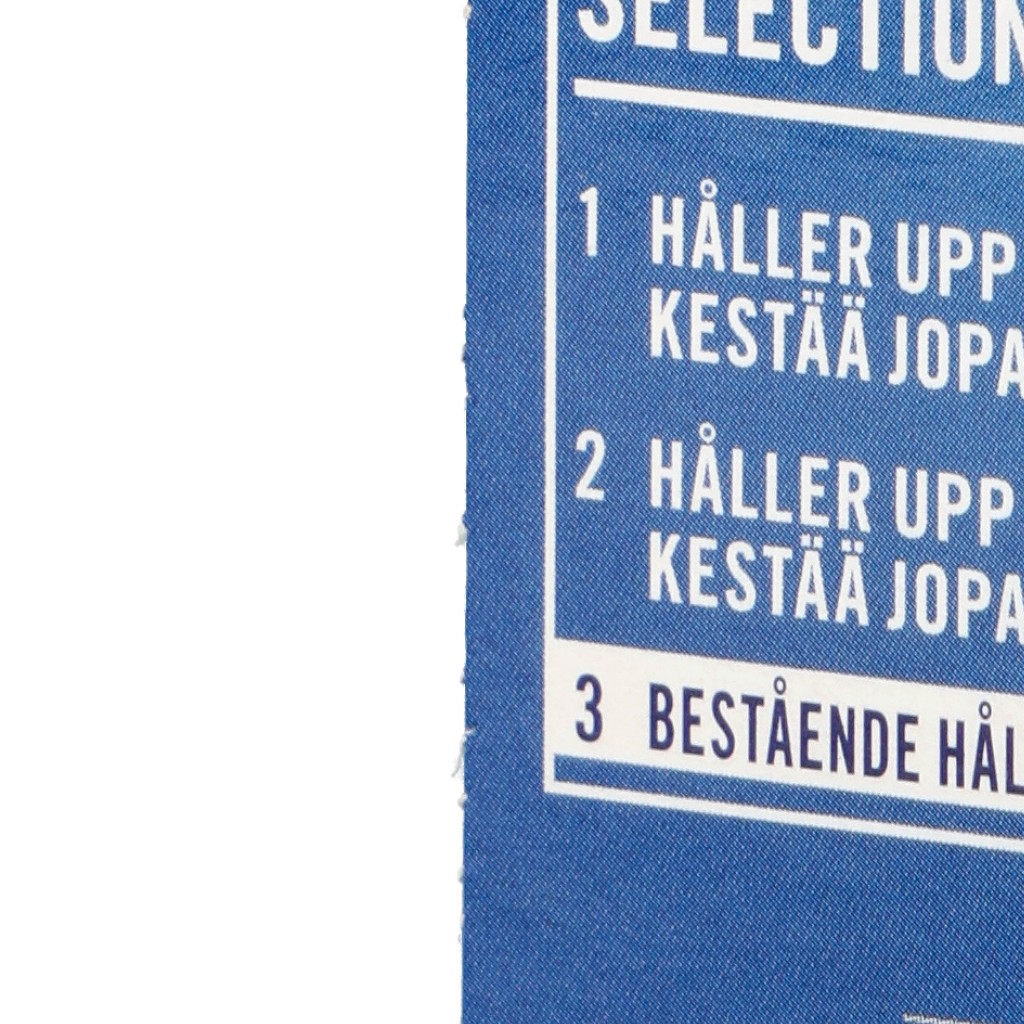 SELECTION
1 HÅLLER UPP
KESTÄÄ JOPA
2 HÅLLER UPP
KESTÄÄ JOPA
3 BESTÅENDE HÅL